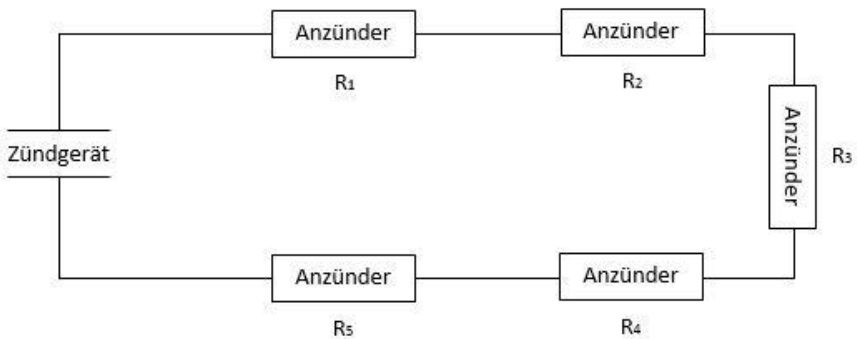 Anzünder
Anzünder
R₁
R₂
Anzünder
R₃
Zündgerät
Anzünder
Anzünder
R₅
R₄